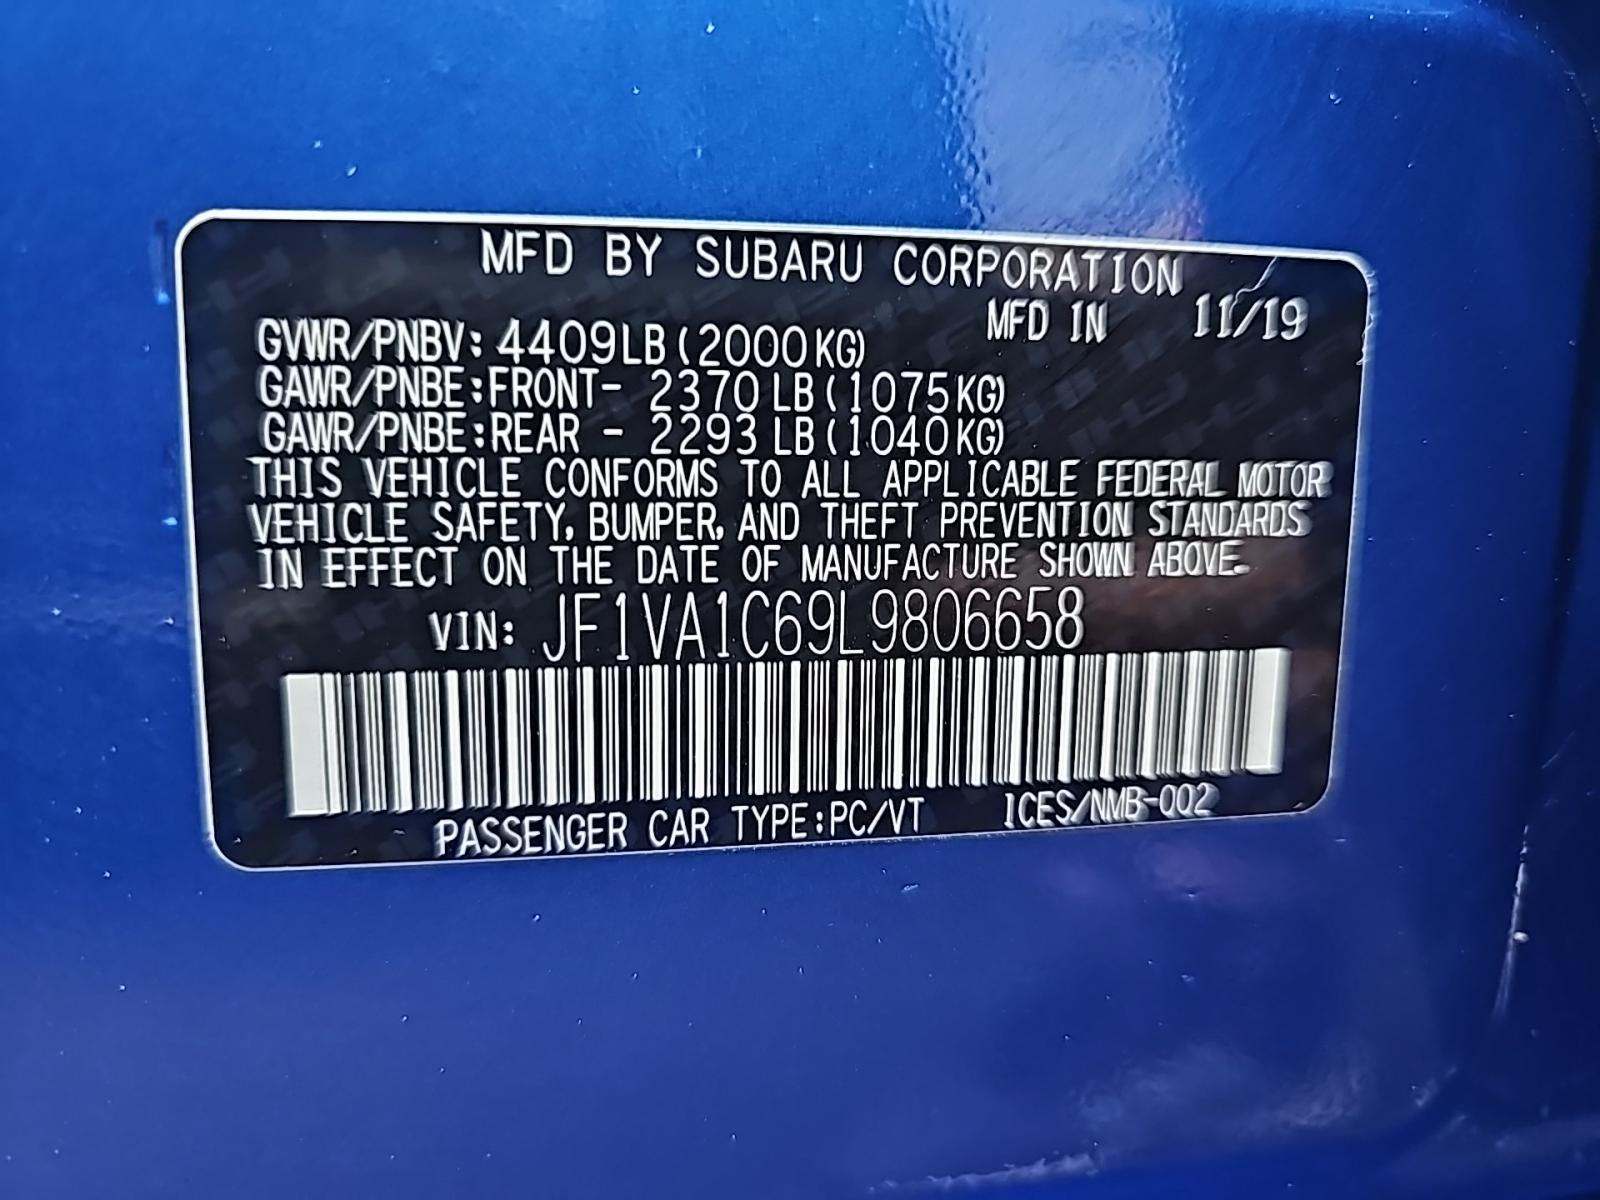 MFD BY SUBARU CORPORATION
MFD IN 11/19
GVWR/PNBV: 4409LB(2000KG)
GAWR/PNBE:FRONT- 2370LB(1075KG)
GAWR/PNBE:REAR - 2293LB(1040KG)
THIS VEHICLE CONFORMS TO ALL APPLICABLE FEDERAL MOTOR
VEHICLE SAFETY, BUMPER, AND THEFT PREVENTION STANDARDS
IN EFFECT ON THE DATE OF MANUFACTURE SHOWN ABOVE.
VIN: JF1VA1C69L9806658
PASSENGER CAR TYPE:PC/VT ICES/NMB-002